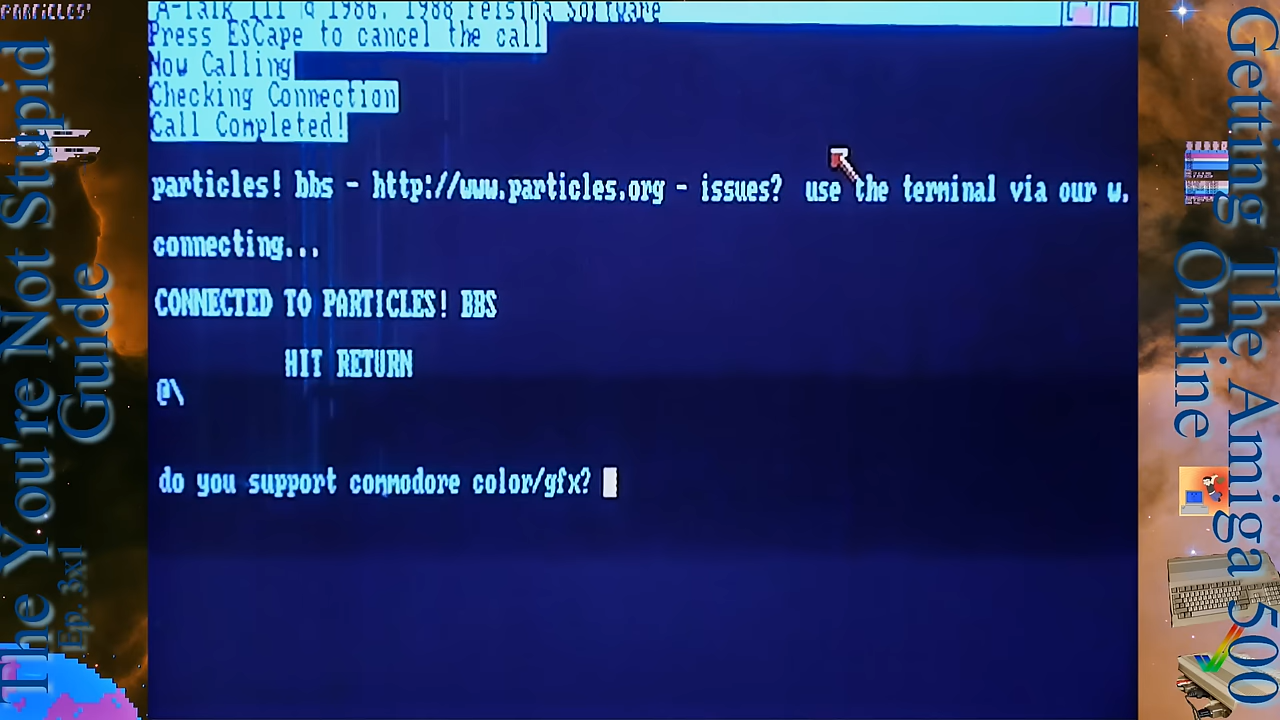 PARTICLES!
The You're Not Stupid
Guide
Ep. 3x1
A-Talk III © 1986, 1988 Felsina Software
Press ESCape to cancel the call
Now Calling
Checking Connection
Call Completed!
particles! bbs - http://www.particles.org - issues?  use the terminal via our w.
connecting...
CONNECTED TO PARTICLES! BBS
HIT RETURN
@\
do you support commodore color/gfx?
Getting The Amiga 500
Online